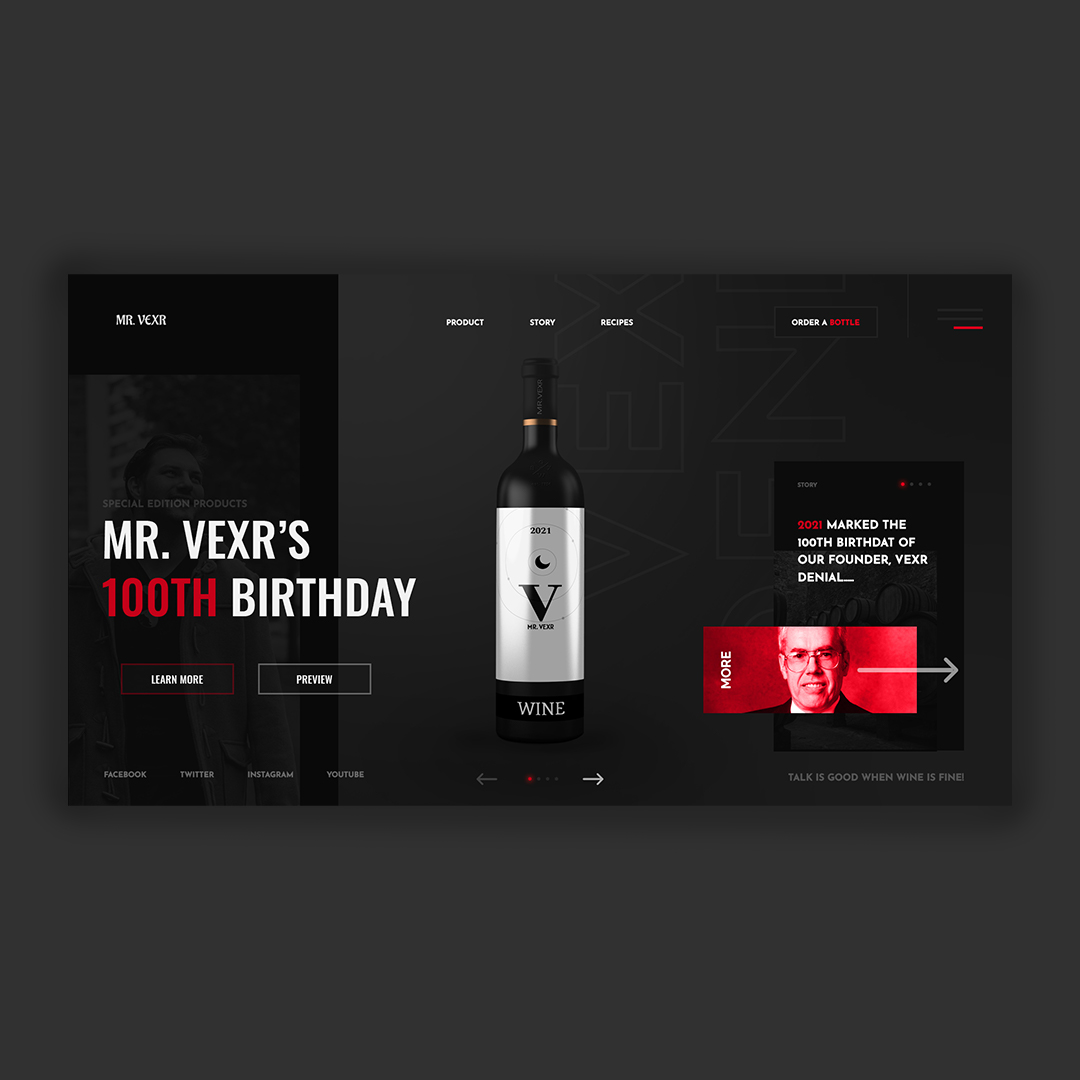 MR. VEXR
PRODUCT
STORY
RECIPES
ORDER A BOTTLE
VEXR
DENI
SPECIAL EDITION PRODUCTS
MR. VEXR'S
100TH BIRTHDAY
LEARN MORE
PREVIEW
FACEBOOK
TWITTER
INSTAGRAM
YOUTUBE
MR.VEXR
2021
V
MR. VEXR
WINE
STORY
2021 MARKED THE
100TH BIRTHDAT OF
OUR FOUNDER, VEXR
DENIAL....
MORE
TALK IS GOOD WHEN WINE IS FINE!